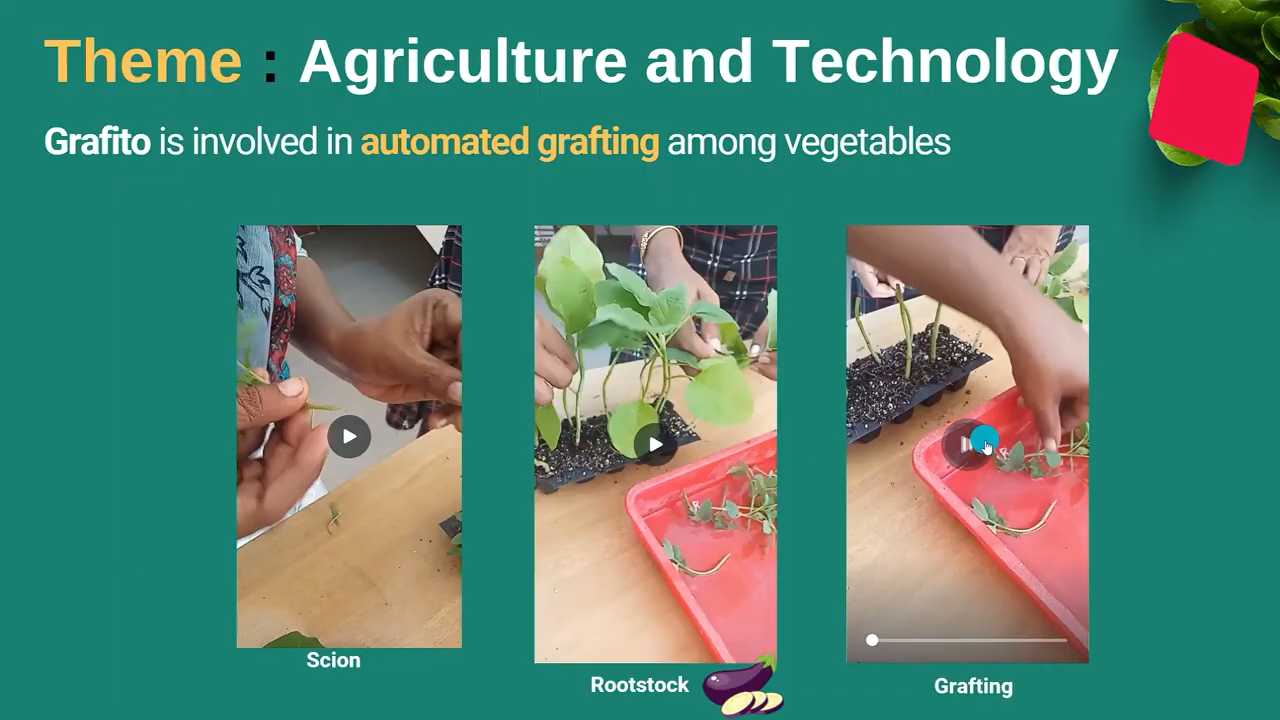 Theme : Agriculture and Technology
Grafito is involved in automated grafting among vegetables
Scion
Rootstock
Grafting